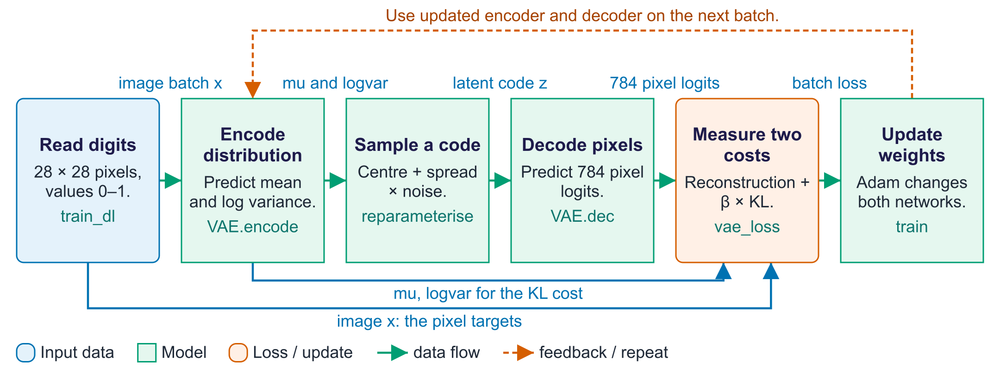 Use updated encoder and decoder on the next batch.
image batch x
mu and logvar
latent code z
784 pixel logits
batch loss
Read digits
28 × 28 pixels,
values 0–1.
train_dl
Encode
distribution
Predict mean
and log variance.
VAE.encode
Sample a code
Centre + spread
× noise.
reparameterise
Decode pixels
Predict 784 pixel
logits.
VAE.dec
Measure two
costs
Reconstruction +
β × KL.
vae_loss
Update
weights
Adam changes
both networks.
train
mu, logvar for the KL cost
image x: the pixel targets
Input data
Model
Loss / update
data flow
feedback / repeat